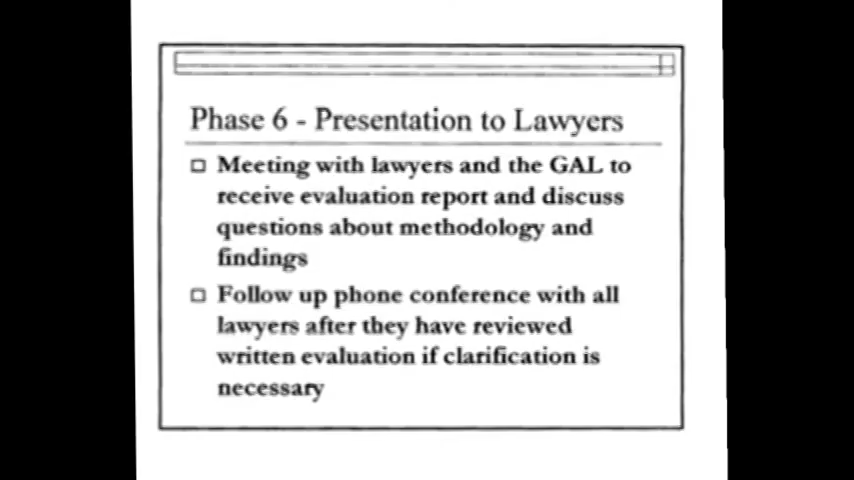 Phase 6 - Presentation to Lawyers
Meeting with lawyers and the GAL to
receive evaluation report and discuss
questions about methodology and
findings
Follow up phone conference with all
lawyers after they have reviewed
written evaluation if clarification is
necessary